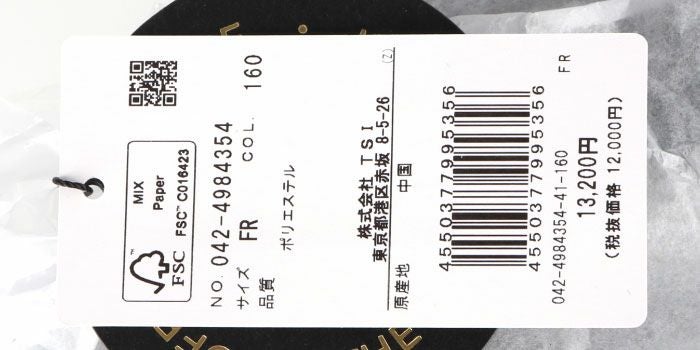 MIX
Paper
FSC™ C016423
™
FSC
NO. 042-4984354
サイズ FR COL. 160
品質
ポリエステル
株式会社 TSI
東京都港区赤坂 8-5-26 (Z)
原産地 中国
4550377995356
4550377995356
042-4984354-41-160 FR
13,200円
(税抜価格 12,000円)
THE